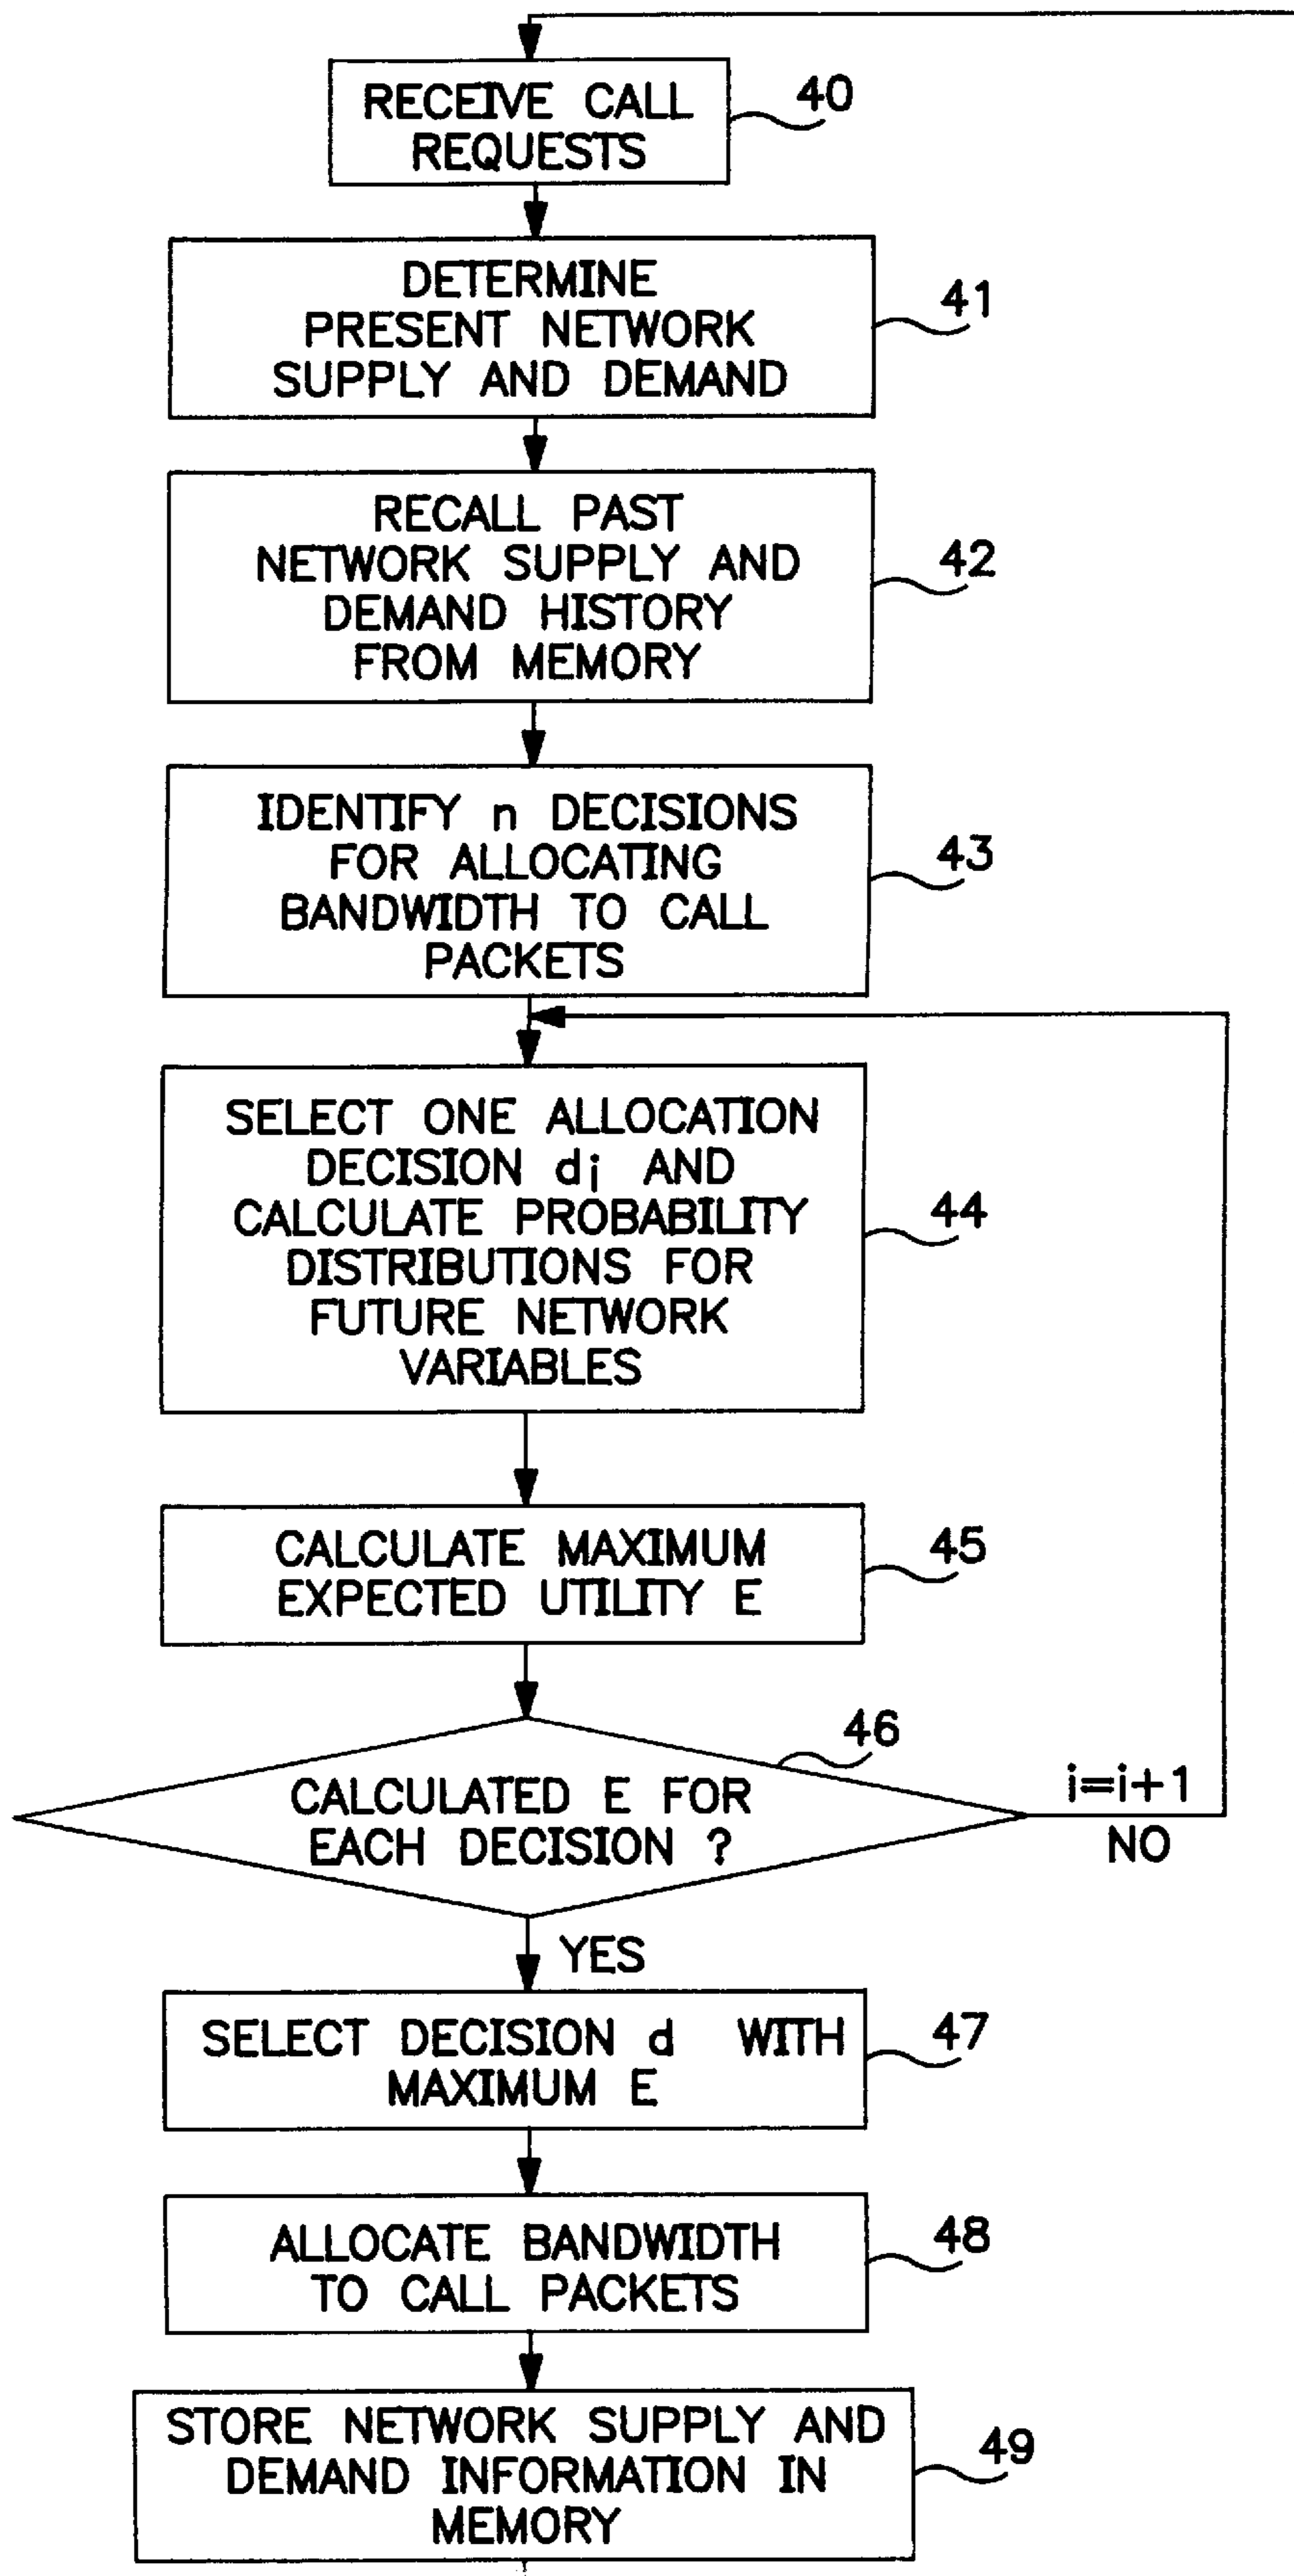 RECEIVE CALL
REQUESTS
40
DETERMINE
PRESENT NETWORK
SUPPLY AND DEMAND
41
RECALL PAST
NETWORK SUPPLY AND
DEMAND HISTORY
FROM MEMORY
42
IDENTIFY n DECISIONS
FOR ALLOCATING
BANDWIDTH TO CALL
PACKETS
43
SELECT ONE ALLOCATION
DECISION di AND
CALCULATE PROBABILITY
DISTRIBUTIONS FOR
FUTURE NETWORK
VARIABLES
44
CALCULATE MAXIMUM
EXPECTED UTILITY E
45
CALCULATED E FOR
EACH DECISION ?
46
i=i+1
NO
YES
SELECT DECISION d WITH
MAXIMUM E
47
ALLOCATE BANDWIDTH
TO CALL PACKETS
48
STORE NETWORK SUPPLY AND
DEMAND INFORMATION IN
MEMORY
49